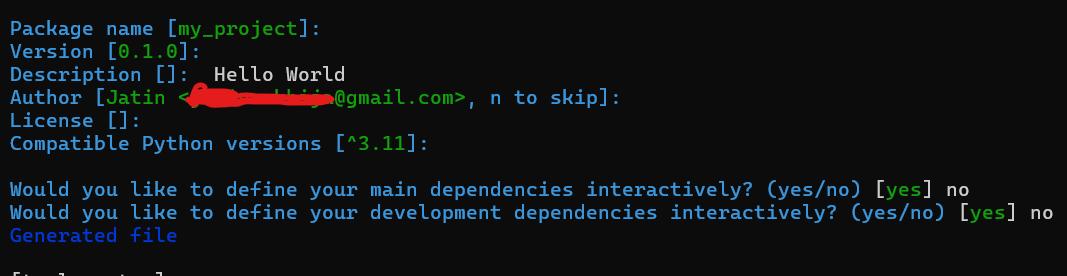 Package name [my_project]:
Version [0.1.0]:
Description []:  Hello World
Author [Jatin <@gmail.com>, n to skip]:
License []:
Compatible Python versions [^3.11]:
Would you like to define your main dependencies interactively? (yes/no) [yes] no
Would you like to define your development dependencies interactively? (yes/no) [yes] no
Generated file